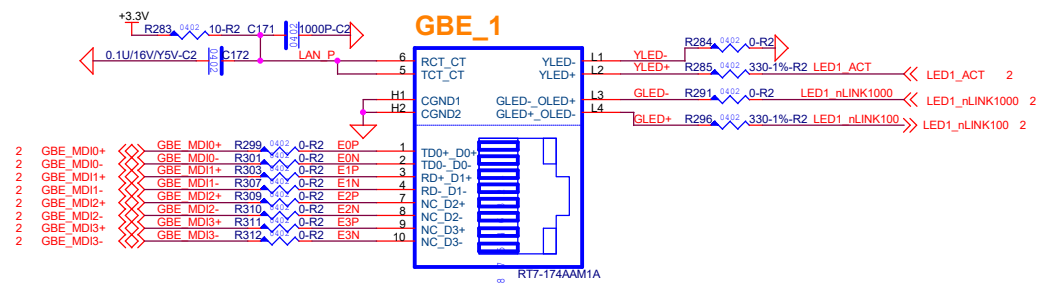 +3.3V
R283 0402 10-R2 C171 0402 1000P-C2
GBE_1
0.1U/16V/Y5V-C2 0402 C172 LAN_P
6 RCT_CT
5 TCT_CT
H1 CGND1
H2 CGND2
YLED- L1 YLED- R284 0402 0-R2
YLED+ L2 YLED+ R285 0402 330-1%-R2 LED1_ACT LED1_ACT 2
GLED-_OLED+ L3 GLED- R291 0402 0-R2 LED1_nLINK1000 LED1_nLINK1000 2
GLED+_OLED- L4 GLED+ R296 0402 330-1%-R2 LED1_nLINK100 LED1_nLINK100 2
2 GBE_MDI0+ GBE_MDI0+ R299 0402 0-R2 E0P 1 TD0+_D0+
2 GBE_MDI0- GBE_MDI0- R301 0402 0-R2 E0N 2 TD0-_D0-
2 GBE_MDI1+ GBE_MDI1+ R303 0402 0-R2 E1P 3 RD+_D1+
2 GBE_MDI1- GBE_MDI1- R307 0402 0-R2 E1N 4 RD-_D1-
2 GBE_MDI2+ GBE_MDI2+ R309 0402 0-R2 E2P 7 NC_D2+
2 GBE_MDI2- GBE_MDI2- R310 0402 0-R2 E2N 8 NC_D2-
2 GBE_MDI3+ GBE_MDI3+ R311 0402 0-R2 E3P 9 NC_D3+
2 GBE_MDI3- GBE_MDI3- R312 0402 0-R2 E3N 10 NC_D3-
RT7-174AAM1A
8